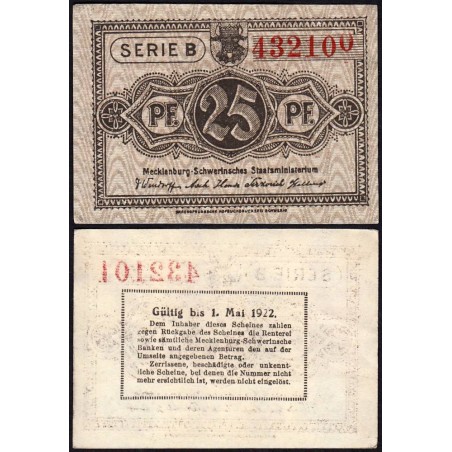 SERIE B
432100
PF. 25 PF.
Mecklenburg-Schwerinsches Staatsministerium
432101
SERIE B
Gültig bis 1. Mai 1922.
Dem Inhaber dieses Scheines zahlen
gegen Rückgabe des Scheines die Renterei
sowie sämtliche Mecklenburg-Schwerinsche
Banken und deren Agenturen den auf der
Umseite angegebenen Betrag.
Zerrissene, beschädigte oder unkennt-
liche Scheine, bei denen die Nummer nicht
mehr ersichtlich ist, werden nicht eingelöst.